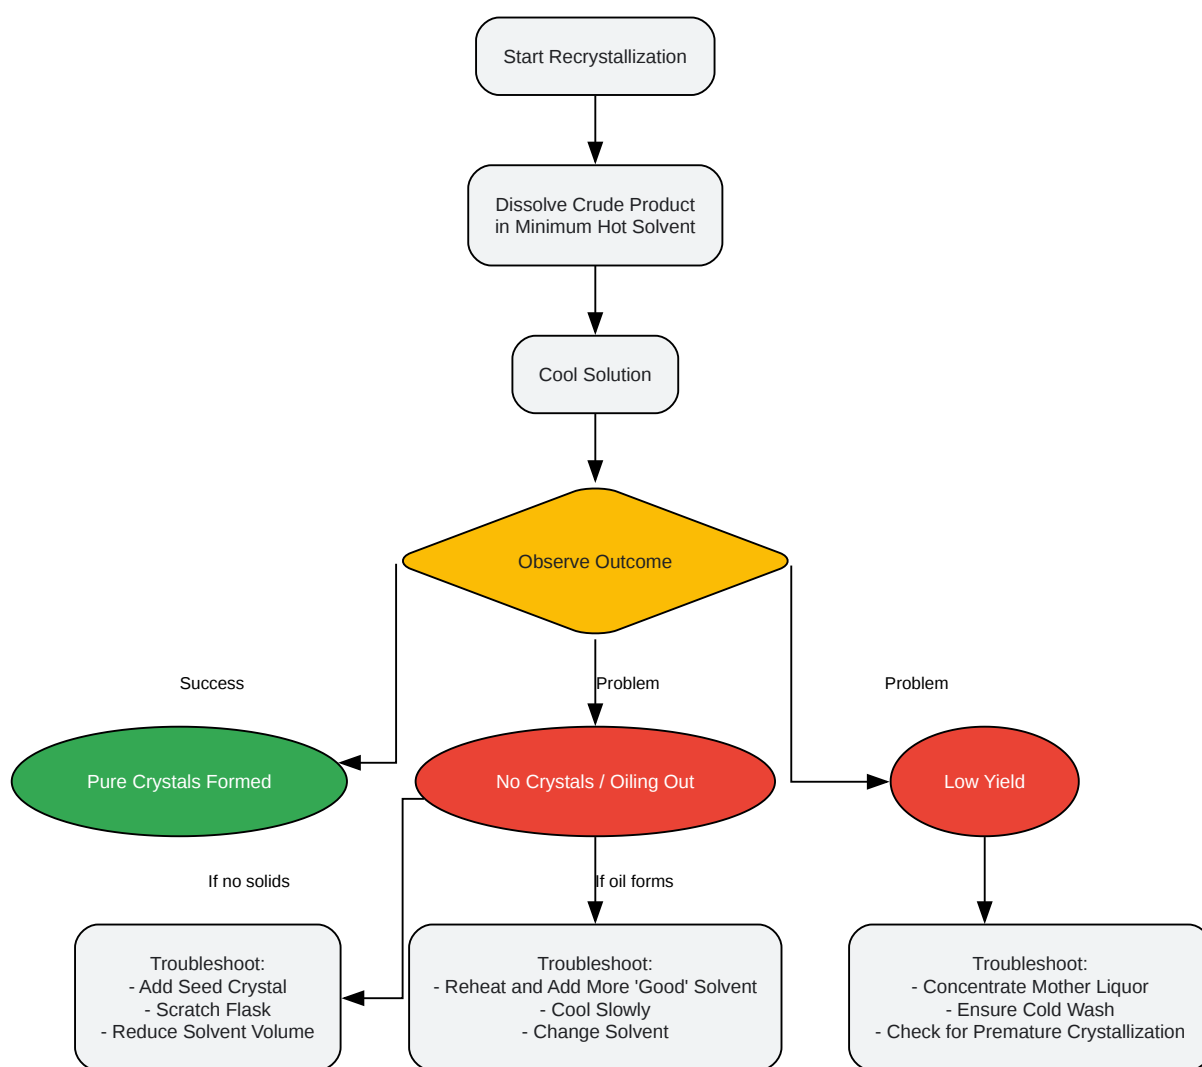 Start Recrystallization
Dissolve Crude Product
in Minimum Hot Solvent
Cool Solution
Observe Outcome
Success
Problem
Problem
Pure Crystals Formed
No Crystals / Oiling Out
Low Yield
If no solids
If oil forms
Troubleshoot:
- Add Seed Crystal
- Scratch Flask
- Reduce Solvent Volume
Troubleshoot:
- Reheat and Add More 'Good' Solvent
- Cool Slowly
- Change Solvent
Troubleshoot:
- Concentrate Mother Liquor
- Ensure Cold Wash
- Check for Premature Crystallization